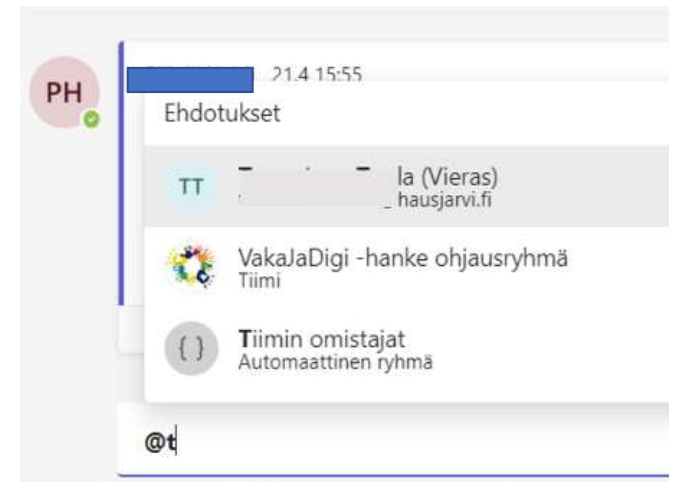 21.4 15:55
PH
Ehdotukset
TT
la (Vieras)
hausjarvi.fi
VakaJaDigi -hanke ohjausryhmä
Tiimi
{ }
Tiimin omistajat
Automaattinen ryhmä
@t